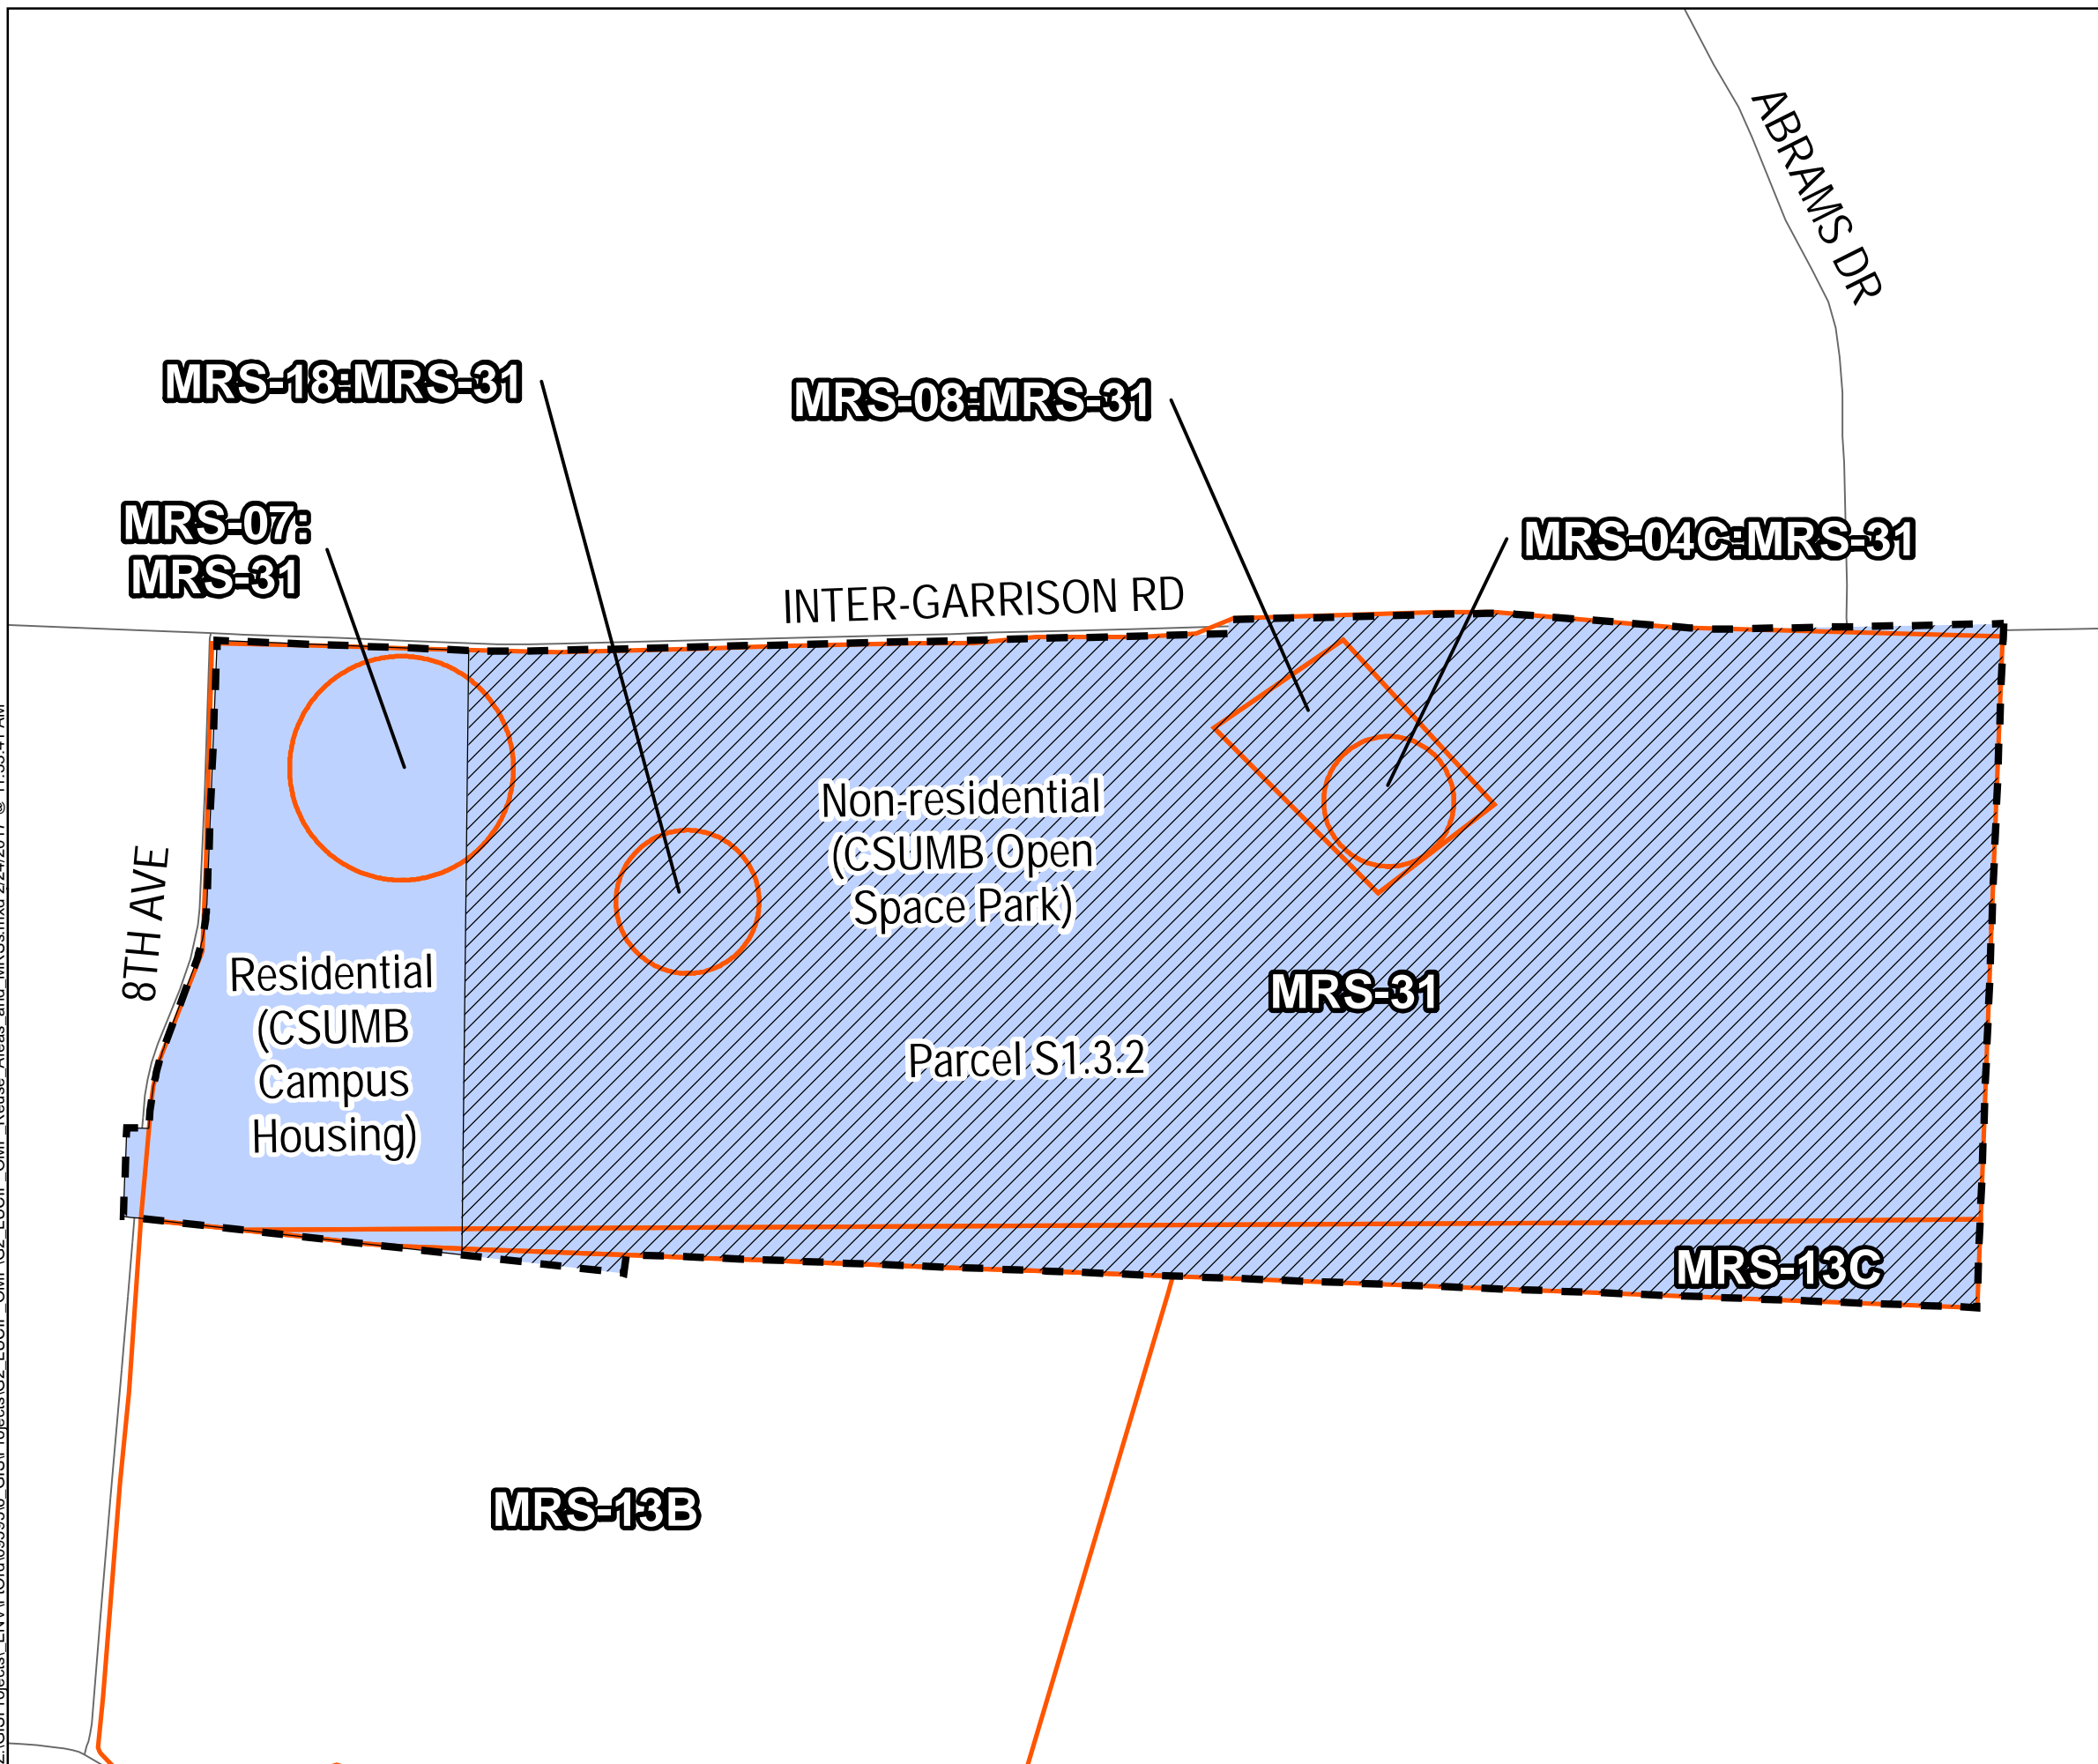 ABRAMS DR
MRS-18:MRS-31
MRS-08:MRS-31
MRS-07:
MRS-31
MRS-04C:MRS-31
INTER-GARRISON RD
Non-residential
(CSUMB Open
Space Park)
8TH AVE
Residential
(CSUMB
Campus
Housing)
MRS-31
Parcel S1.3.2
MRS-13C
MRS-13B